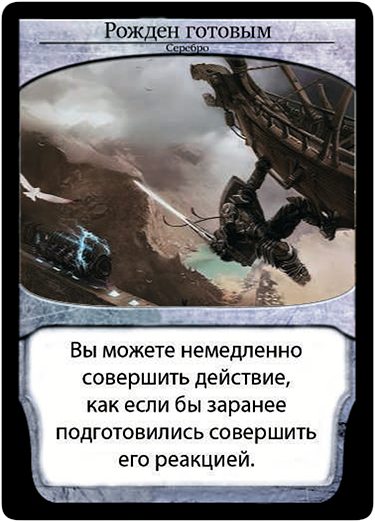 Рожден готовым
Серебро
Вы можете немедленно
совершить действие,
как если бы заранее
подготовились совершить
его реакцией.